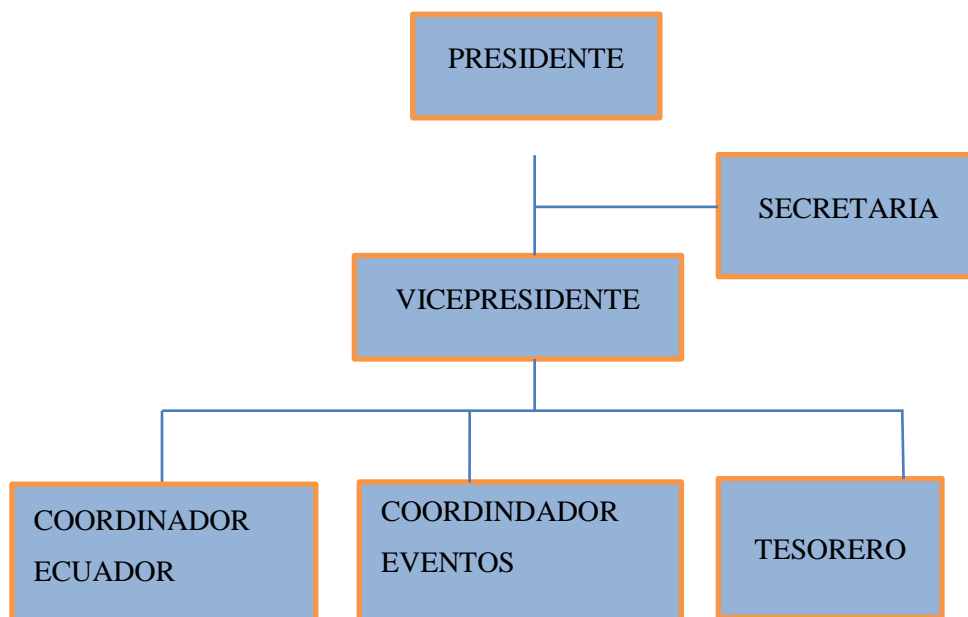 PRESIDENTE
SECRETARIA
VICEPRESIDENTE
COORDINADOR
ECUADOR
COORDINDADOR
EVENTOS
TESORERO